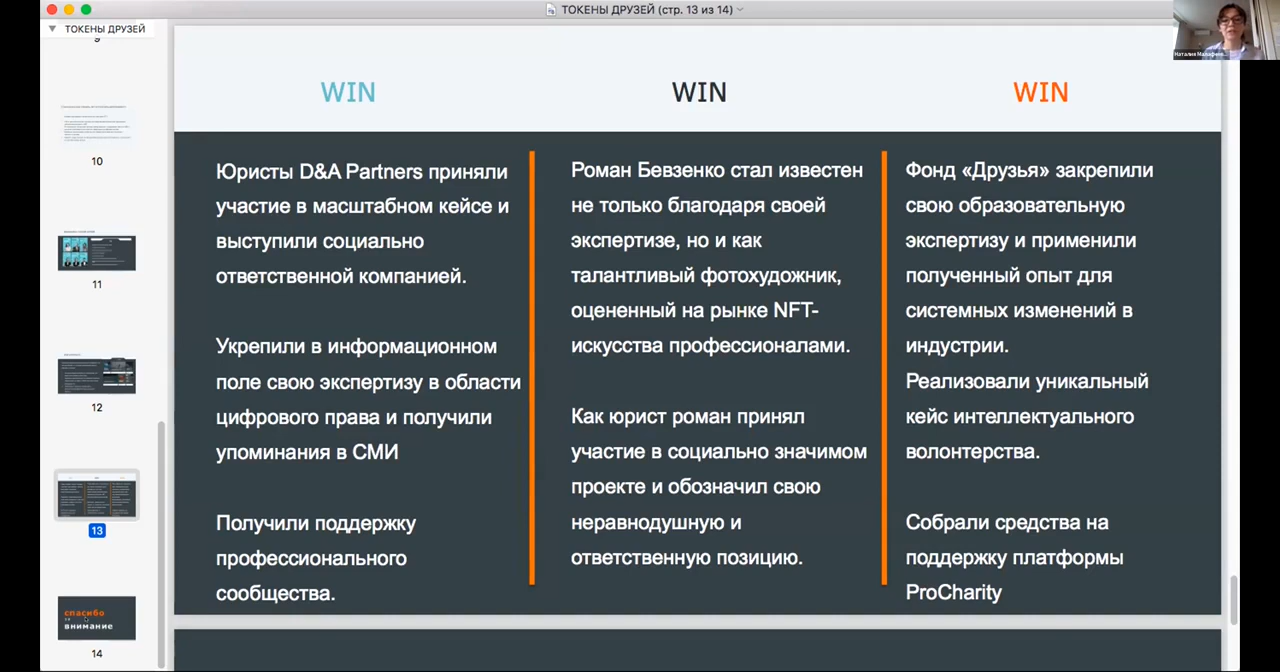 ТОКЕНЫ ДРУЗЕЙ (стр. 13 из 14)
ТОКЕНЫ ДРУЗЕЙ
9
10
11
12
13
спасибо
внимание
14
WIN
Юристы D&A Partners приняли
участие в масштабном кейсе и
выступили социально
ответственной компанией.
Укрепили в информационном
поле свою экспертизу в области
цифрового права и получили
упоминания в СМИ
Получили поддержку
профессионального
сообщества.
WIN
Роман Бевзенко стал известен
не только благодаря своей
экспертизе, но и как
талантливый фотохудожник,
оцененный на рынке NFT-
искусства профессионалами.
Как юрист роман принял
участие в социально значимом
проекте и обозначил свою
неравнодушную и
ответственную позицию.
WIN
Фонд «Друзья» закрепили
свою образовательную
экспертизу и применили
полученный опыт для
системных изменений в
индустрии.
Реализовали уникальный
кейс интеллектуального
волонтерства.
Собрали средства на
поддержку платформы
ProCharity
Наталия